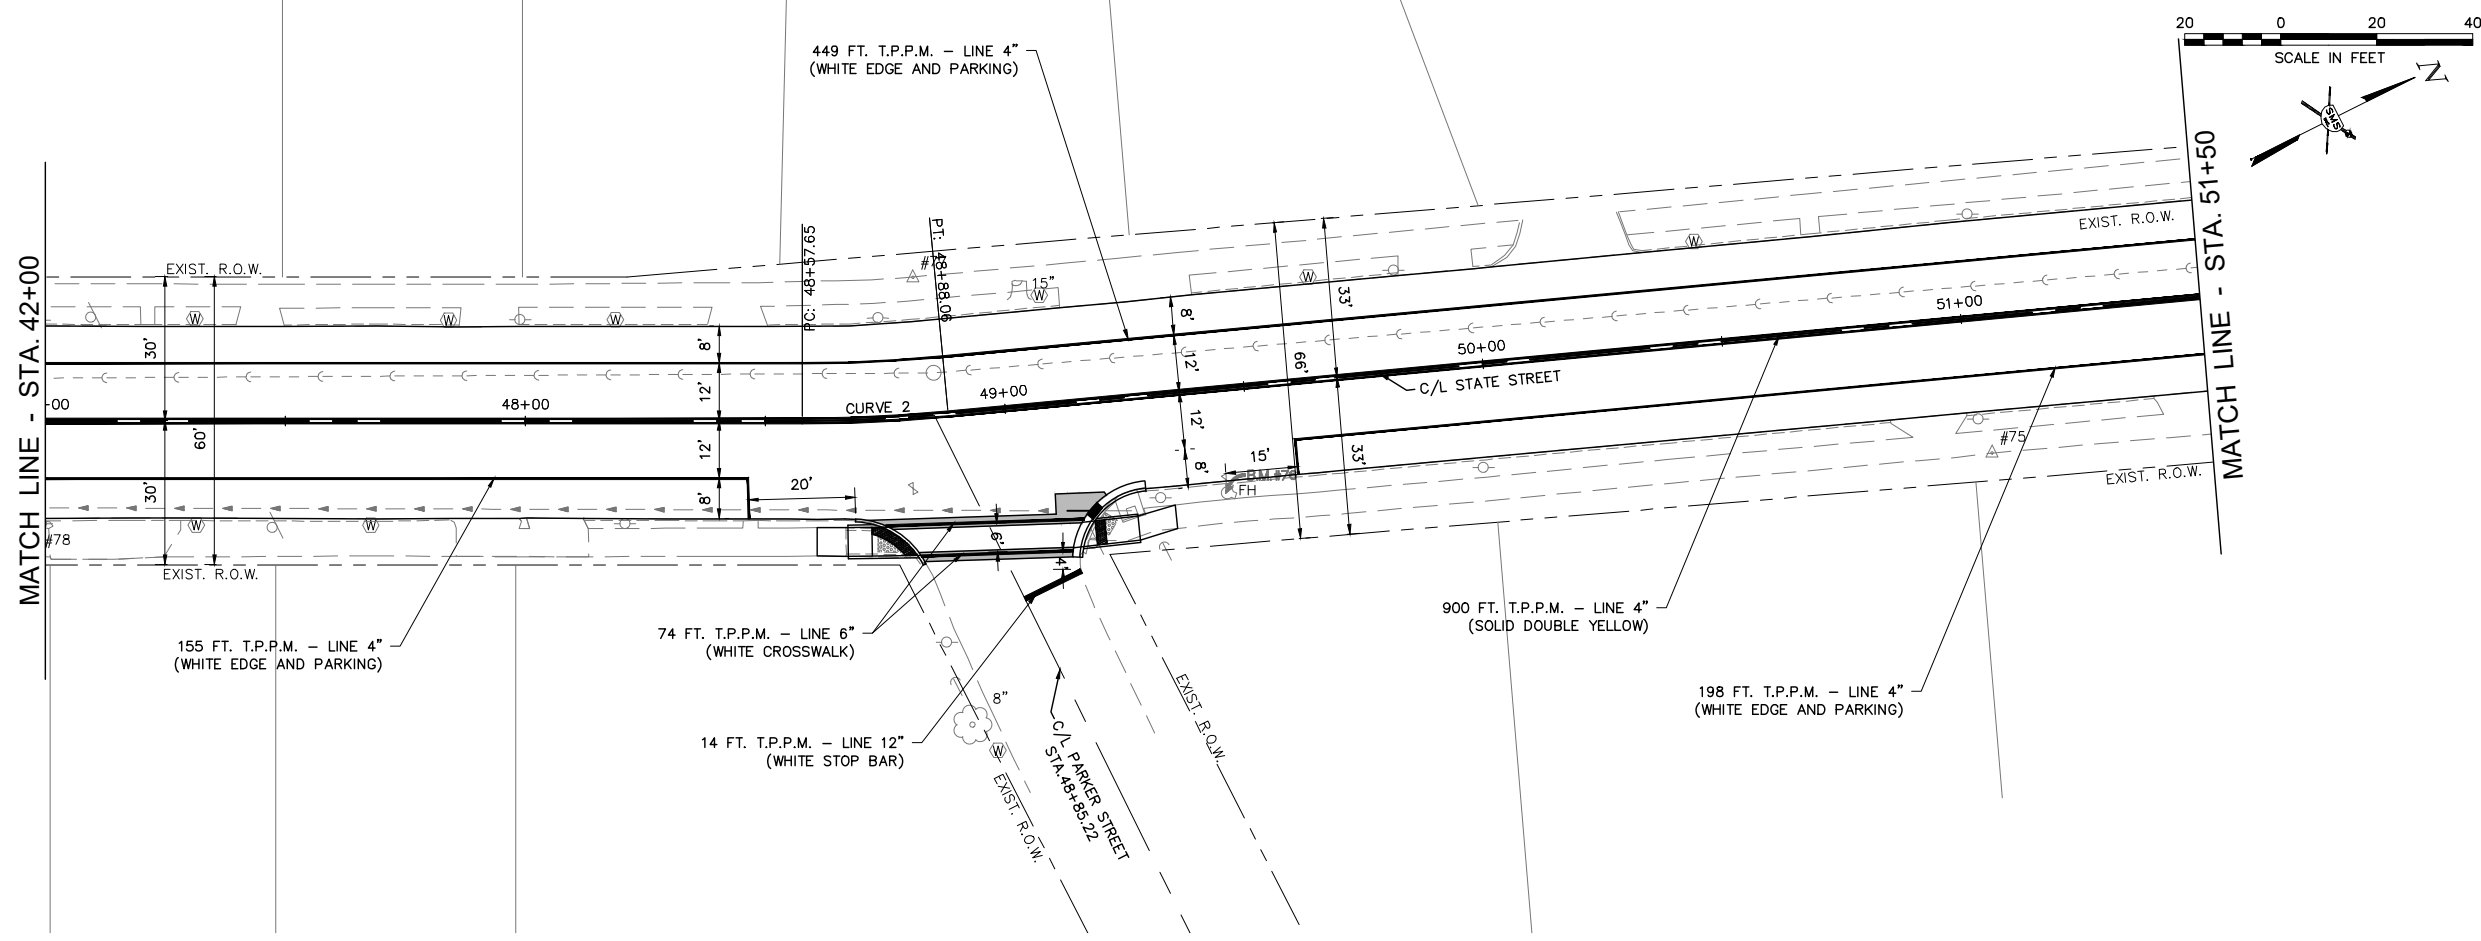 20 0 20 40
SCALE IN FEET
N
SMS
449 FT. T.P.P.M. – LINE 4”
(WHITE EDGE AND PARKING)
MATCH LINE - STA. 42+00
MATCH LINE - STA. 51+50
EXIST. R.O.W.
EXIST. R.O.W.
PC: 48+57.65
PT: 48+88.06
15”
W
W
W
W
W
W
30'
60'
30'
8'
12'
12'
8'
-00
48+00
CURVE 2
49+00
50+00
51+00
C/L STATE STREET
8'
12'
12'
8'
66'
33'
33'
20'
15'
B.M.#76
FH
#75
EXIST. R.O.W.
#78
W
W
EXIST. R.O.W.
6'
4'
155 FT. T.P.P.M. – LINE 4”
(WHITE EDGE AND PARKING)
74 FT. T.P.P.M. – LINE 6”
(WHITE CROSSWALK)
14 FT. T.P.P.M. – LINE 12”
(WHITE STOP BAR)
8”
W
EXIST. R.O.W.
C/L PARKER STREET
STA.48+85.22
EXIST. R.O.W.
900 FT. T.P.P.M. – LINE 4”
(SOLID DOUBLE YELLOW)
198 FT. T.P.P.M. – LINE 4”
(WHITE EDGE AND PARKING)